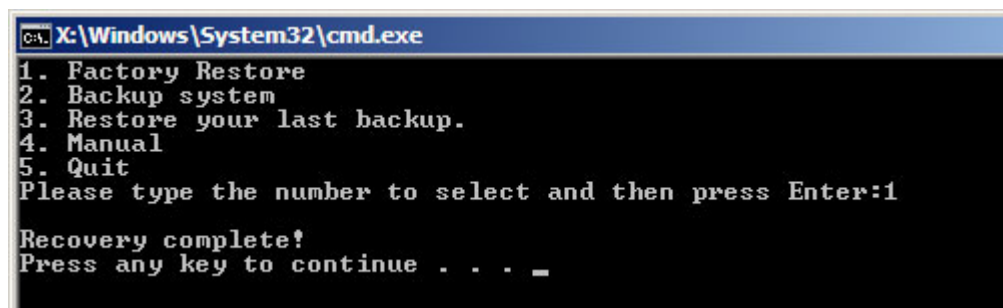 X:\Windows\System32\cmd.exe
1. Factory Restore
2. Backup system
3. Restore your last backup.
4. Manual
5. Quit
Please type the number to select and then press Enter:1
Recovery complete!
Press any key to continue . . . _